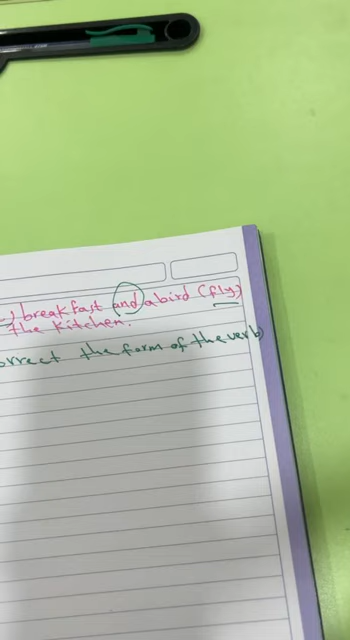 ) breakfast and a bird (fly)
the kitchen.
orrect the form of the verb)